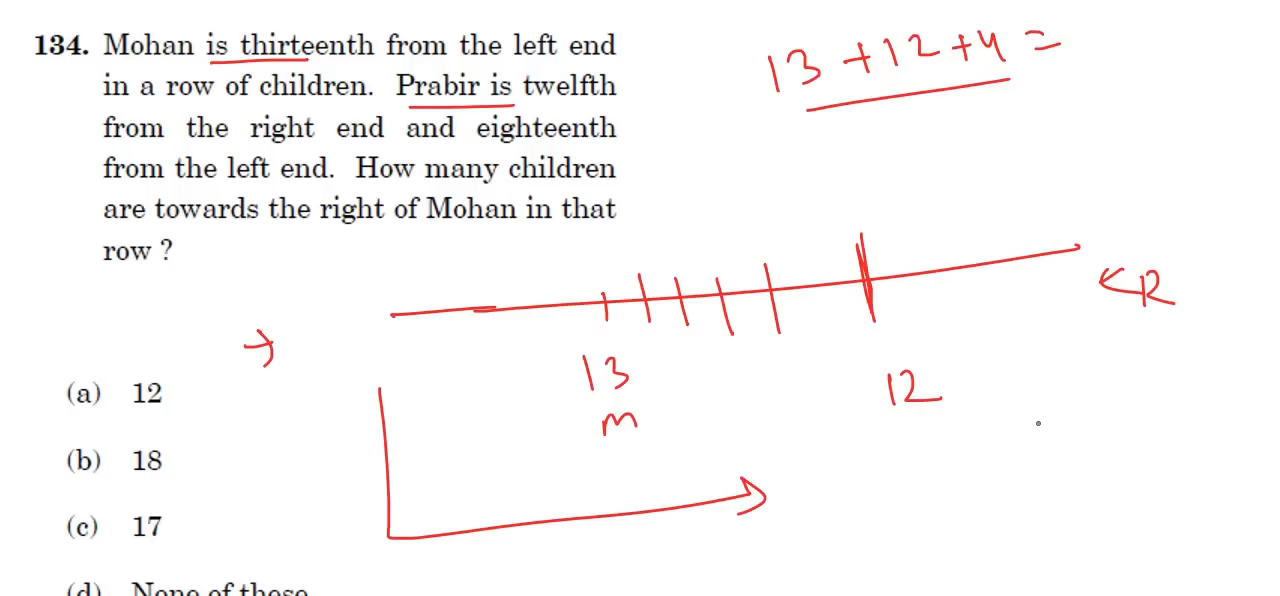 134. Mohan is thirteenth from the left end
in a row of children. Prabir is twelfth
from the right end and eighteenth
from the left end. How many children
are towards the right of Mohan in that
row ?
13 + 12 + 4 =
R
13
m
12
(a) 12
(b) 18
(c) 17
(d) None of these